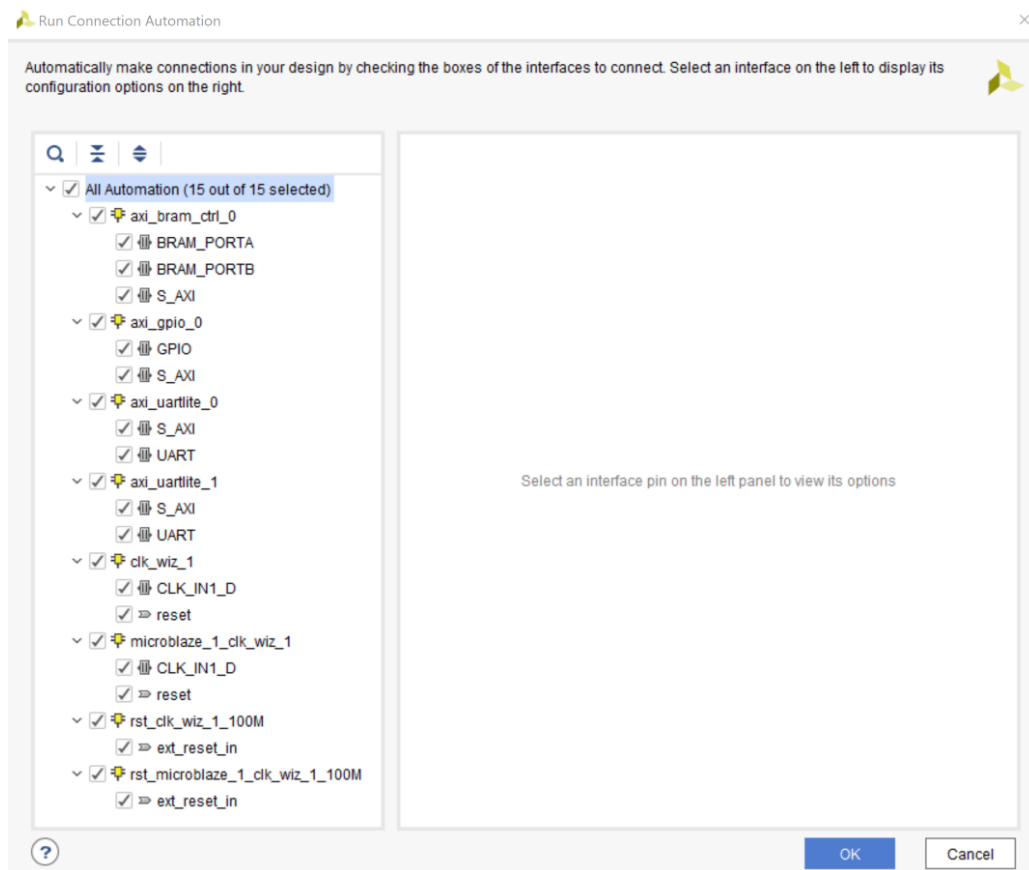 Run Connection Automation
Automatically make connections in your design by checking the boxes of the interfaces to connect. Select an interface on the left to display its
configuration options on the right.
All Automation (15 out of 15 selected)
axi_bram_ctrl_0
BRAM_PORTA
BRAM_PORTB
S_AXI
axi_gpio_0
GPIO
S_AXI
axi_uartlite_0
S_AXI
UART
axi_uartlite_1
S_AXI
UART
Select an interface pin on the left panel to view its options
clk_wiz_1
CLK_IN1_D
reset
microblaze_1_clk_wiz_1
CLK_IN1_D
reset
rst_clk_wiz_1_100M
ext_reset_in
rst_microblaze_1_clk_wiz_1_100M
ext_reset_in
?
OK
Cancel